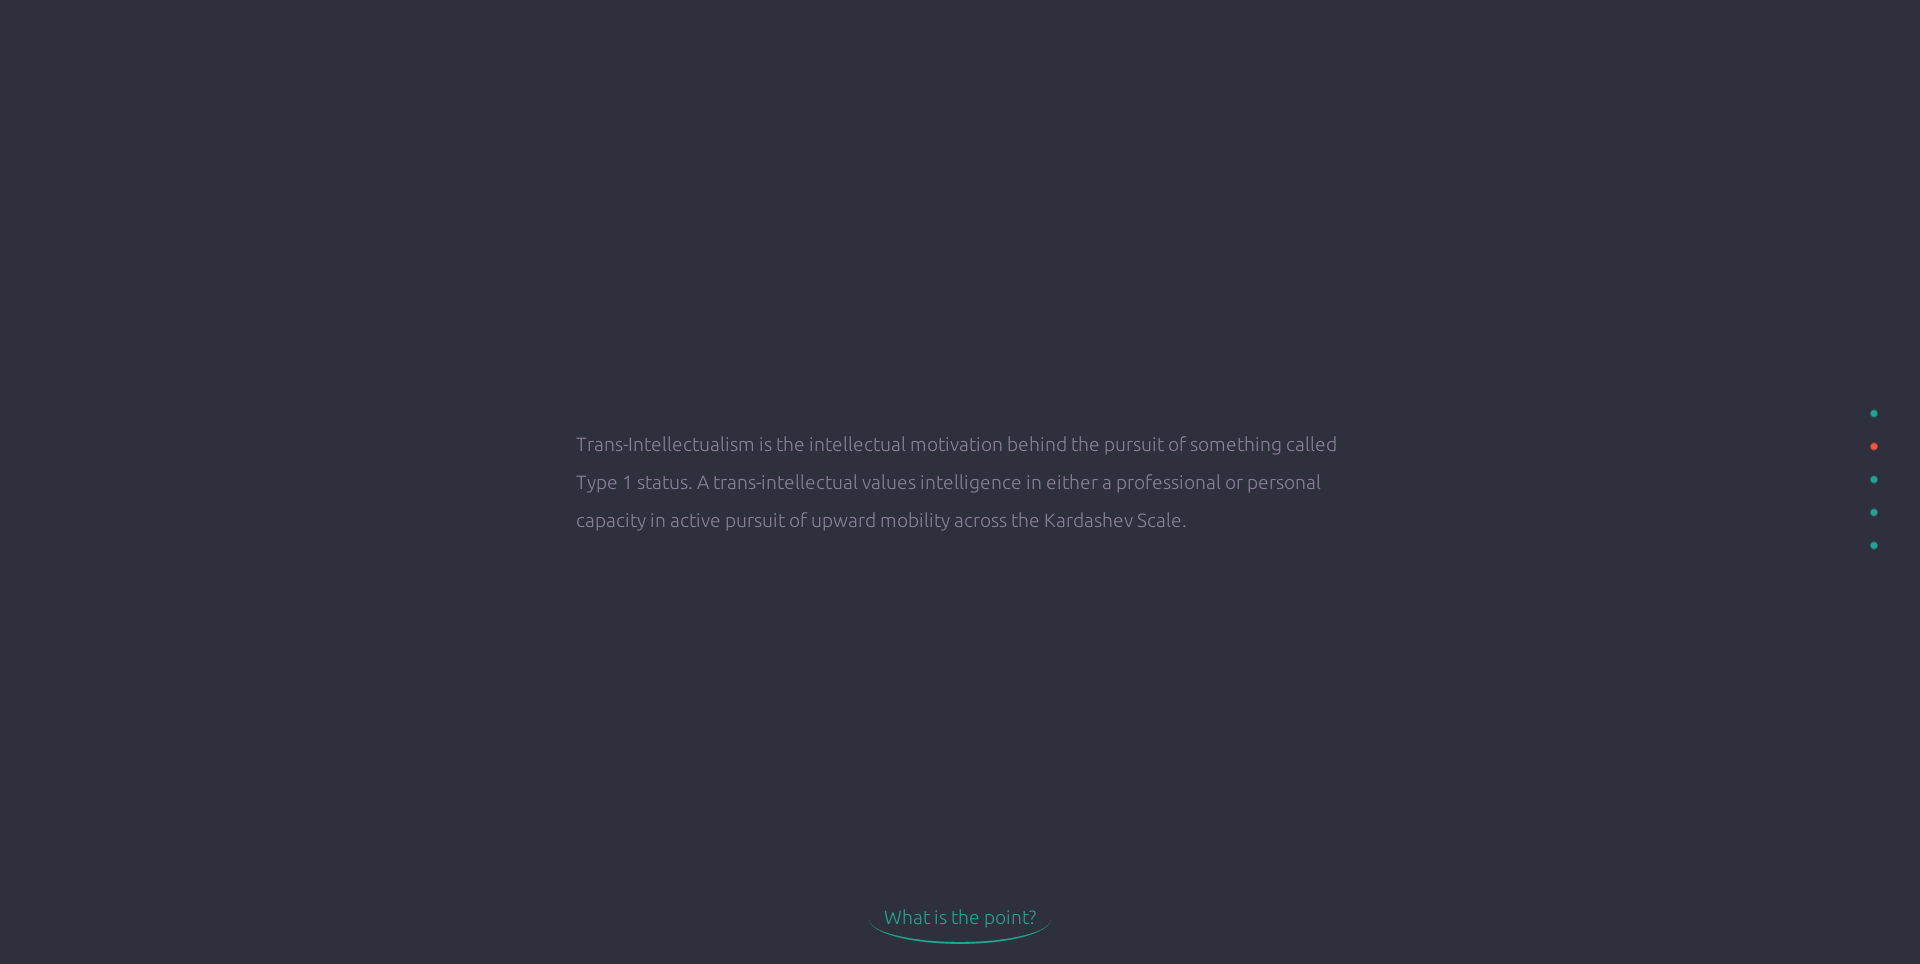 Trans-Intellectualism is the intellectual motivation behind the pursuit of something called
Type 1 status. A trans-intellectual values intelligence in either a professional or personal
capacity in active pursuit of upward mobility across the Kardashev Scale.
What is the point?